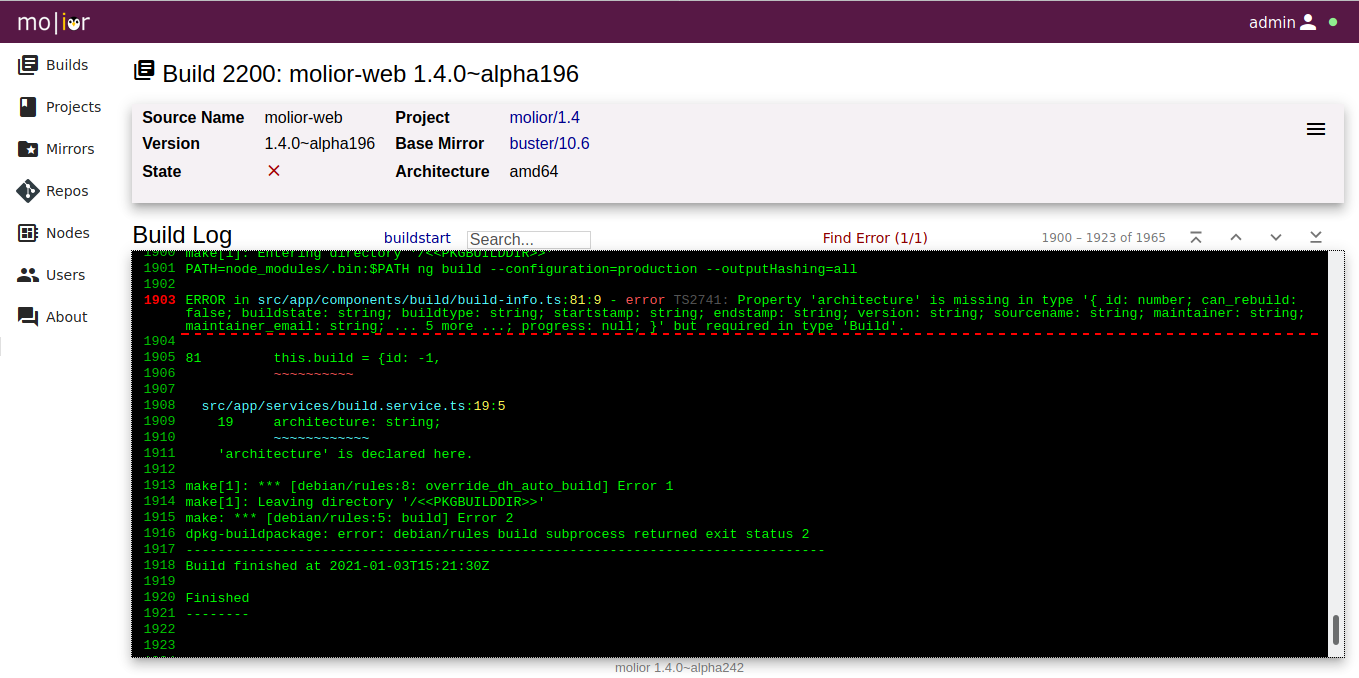 molior
admin
Builds
Projects
Mirrors
Repos
Nodes
Users
About
Build 2200: molior-web 1.4.0~alpha196
Source Name molior-web Project molior/1.4
Version 1.4.0~alpha196 Base Mirror buster/10.6
State Architecture amd64
Build Log buildstart Search... Find Error (1/1) 1900 – 1923 of 1965
1900 make[1]: Entering directory '/<<PKGBUILDDIR>>'
1901 PATH=node_modules/.bin:$PATH ng build --configuration=production --outputHashing=all
1902
1903 ERROR in src/app/components/build/build-info.ts:81:9 - error TS2741: Property 'architecture' is missing in type '{ id: number; can_rebuild:
false; buildstate: string; buildtype: string; startstamp: string; endstamp: string; version: string; sourcename: string; maintainer: string;
maintainer_email: string; ... 5 more ...; progress: null; }' but required in type 'Build'.
1904
1905 81         this.build = {id: -1,
1906            ~~~~~~~~~~
1907
1908   src/app/services/build.service.ts:19:5
1909     19     architecture: string;
1910            ~~~~~~~~~~~~
1911     'architecture' is declared here.
1912
1913 make[1]: *** [debian/rules:8: override_dh_auto_build] Error 1
1914 make[1]: Leaving directory '/<<PKGBUILDDIR>>'
1915 make: *** [debian/rules:5: build] Error 2
1916 dpkg-buildpackage: error: debian/rules build subprocess returned exit status 2
1917 --------------------------------------------------------------------------------
1918 Build finished at 2021-01-03T15:21:30Z
1919
1920 Finished
1921 --------
1922
1923
molior 1.4.0~alpha242